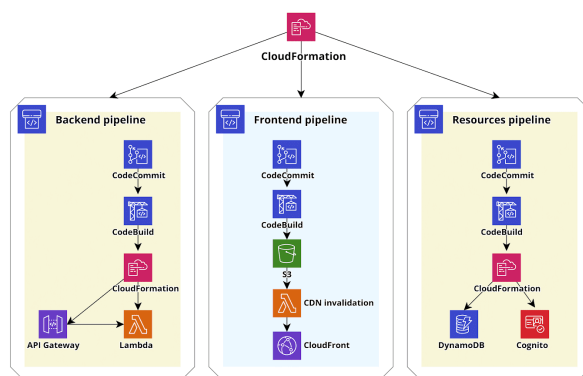 CloudFormation
Backend pipeline
CodeCommit
CodeBuild
CloudFormation
API Gateway
Lambda
Frontend pipeline
CodeCommit
CodeBuild
S3
CDN invalidation
CloudFront
Resources pipeline
CodeCommit
CodeBuild
CloudFormation
DynamoDB
Cognito